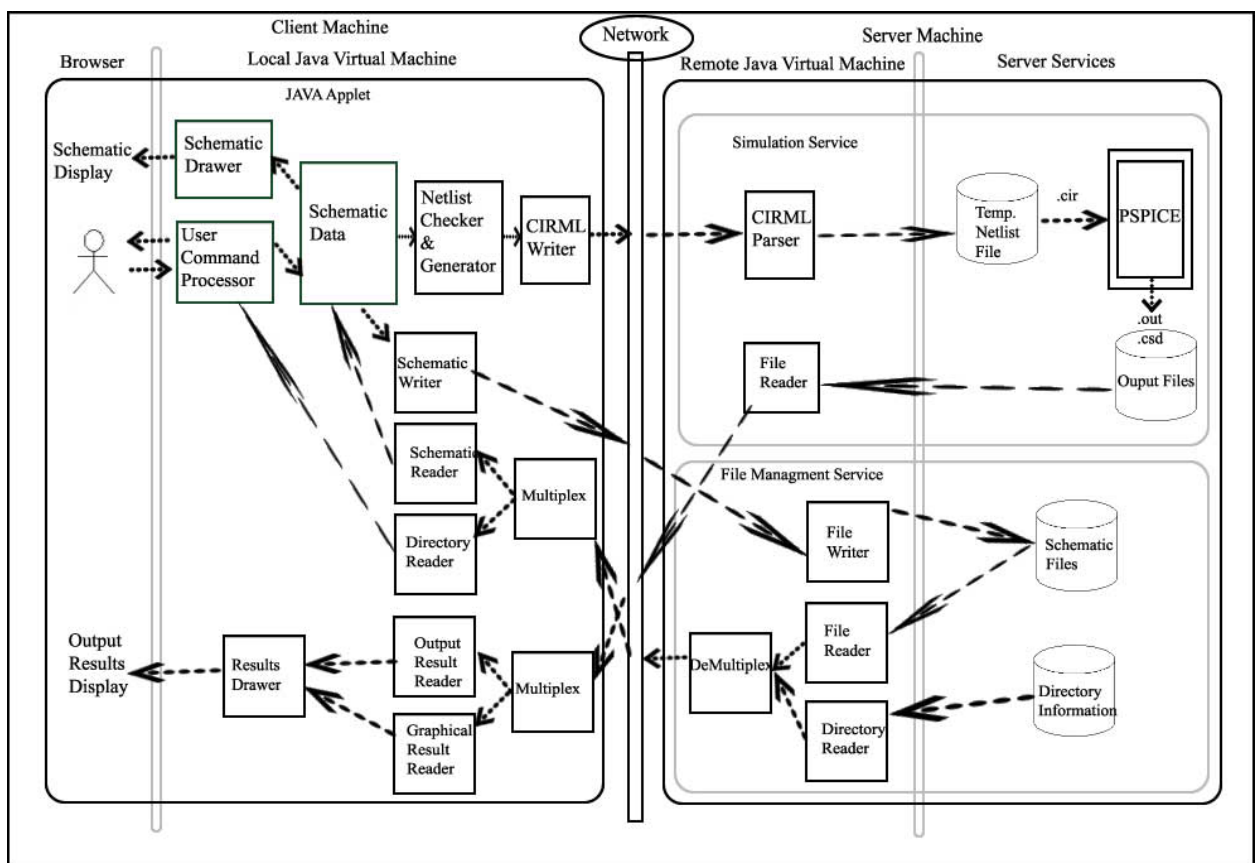 Client Machine
Network
Server Machine
Browser
Local Java Virtual Machine
Remote Java Virtual Machine
Server Services
JAVA Applet
Schematic
Display
Schematic
Drawer
Schematic
Data
Netlist
Checker
&
Generator
CIRML
Writer
User
Command
Processor
Simulation Service
CIRML
Parser
Temp.
Netlist
File
.cir
PSPICE
.out
.csd
Ouput Files
File
Reader
Schematic
Writer
Schematic
Reader
Multiplex
Directory
Reader
File Managment Service
File
Writer
Schematic
Files
File
Reader
DeMultiplex
Directory
Reader
Directory
Information
Output
Results
Display
Results
Drawer
Output
Result
Reader
Multiplex
Graphical
Result
Reader